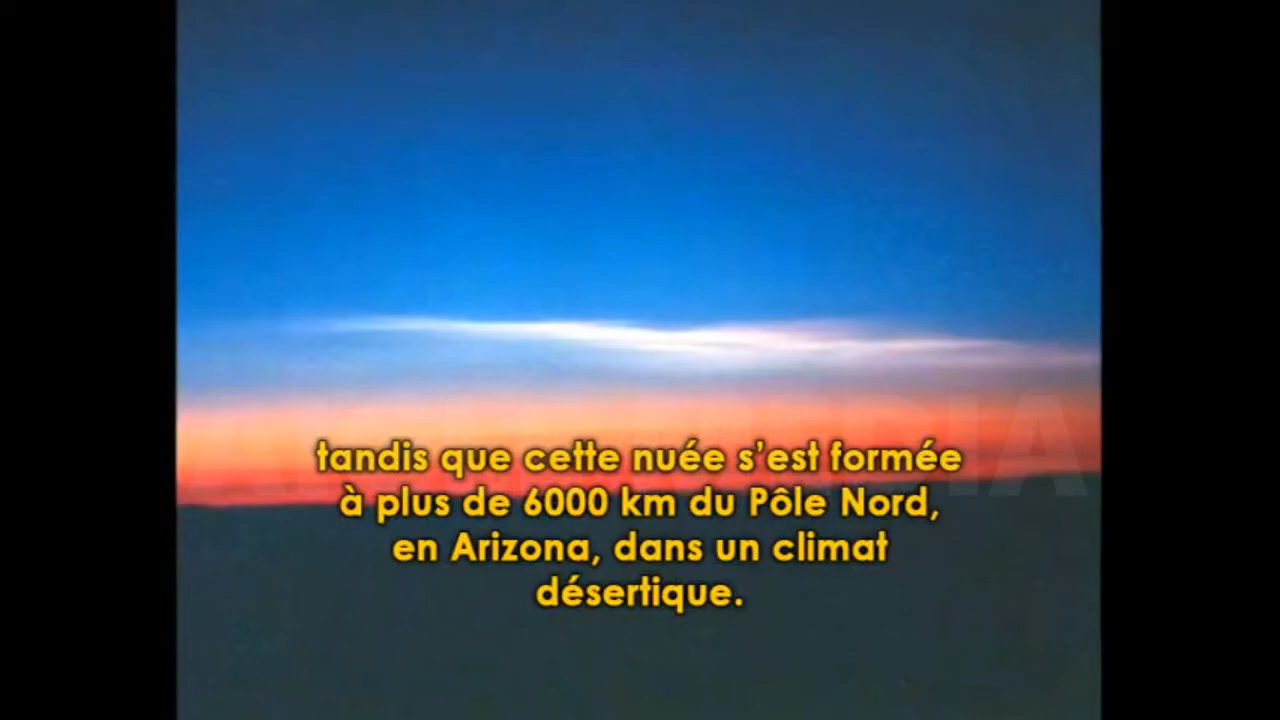 tandis que cette nuée s'est formée
à plus de 6000 km du Pôle Nord,
en Arizona, dans un climat
désertique.